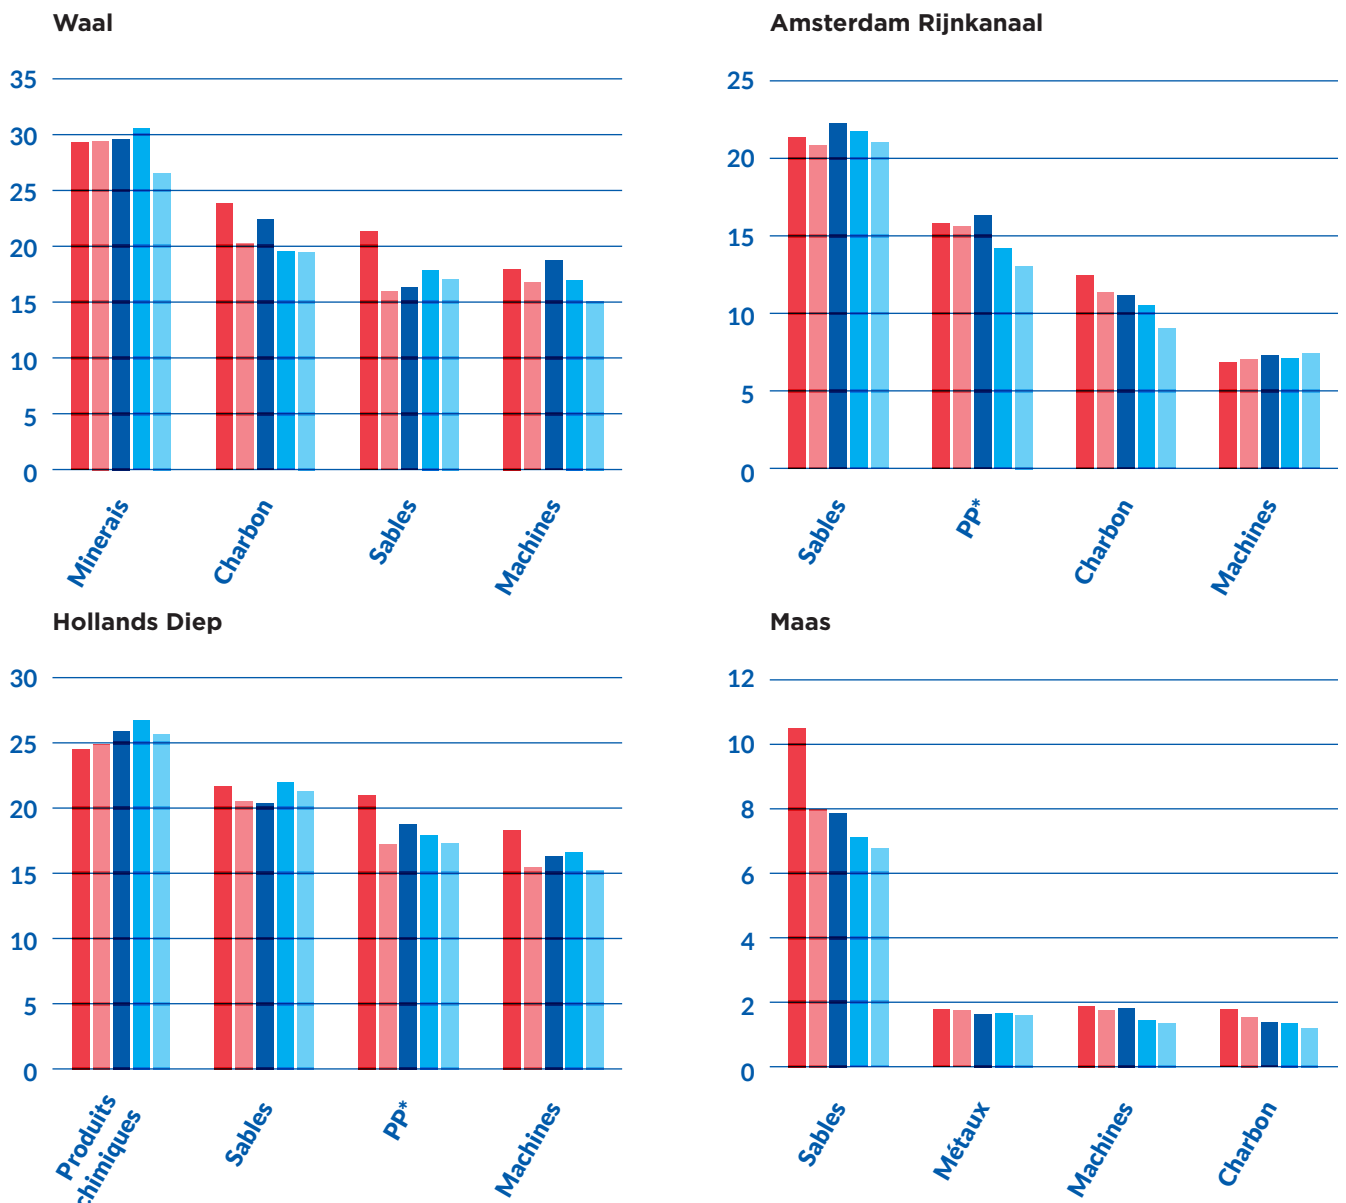 Waal
35
30
25
20
15
10
5
0
Minerais
Charbon
Sables
Machines
Amsterdam Rijnkanaal
25
20
15
10
5
0
Sables
PP*
Charbon
Machines
Hollands Diep
30
25
20
15
10
5
0
Produits
chimiques
Sables
PP*
Machines
Maas
12
10
8
6
4
2
0
Sables
Métaux
Machines
Charbon